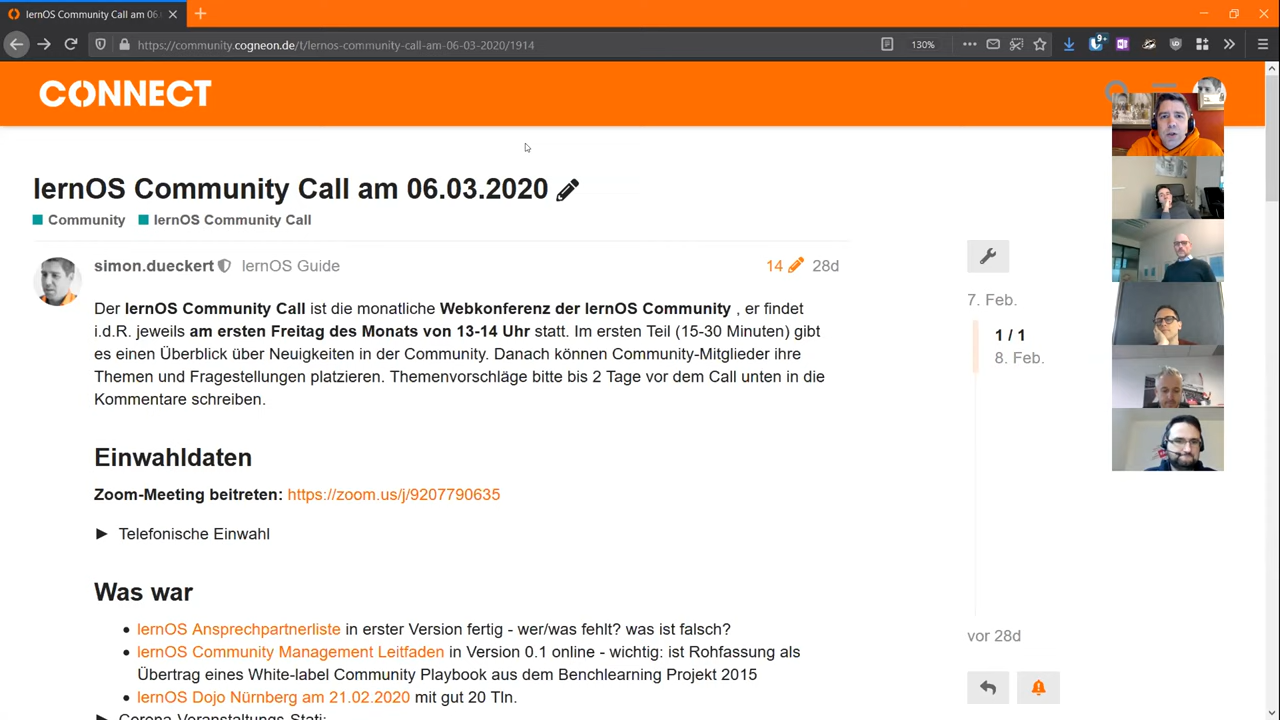 lernOS Community Call am 06.
https://community.cogneon.de/t/lernos-community-call-am-06-03-2020/1914
130%
9+
CONNECT
lernOS Community Call am 06.03.2020
Community lernOS Community Call
simon.dueckert lernOS Guide 14 28d
Der lernOS Community Call ist die monatliche Webkonferenz der lernOS Community , er findet
i.d.R. jeweils am ersten Freitag des Monats von 13-14 Uhr statt. Im ersten Teil (15-30 Minuten) gibt
es einen Überblick über Neuigkeiten in der Community. Danach können Community-Mitglieder ihre
Themen und Fragestellungen platzieren. Themenvorschläge bitte bis 2 Tage vor dem Call unten in die
Kommentare schreiben.
7. Feb.
1 / 1
8. Feb.
Einwahldaten
Zoom-Meeting beitreten: https://zoom.us/j/9207790635
Telefonische Einwahl
Was war
lernOS Ansprechpartnerliste in erster Version fertig - wer/was fehlt? was ist falsch?
lernOS Community Management Leitfaden in Version 0.1 online - wichtig: ist Rohfassung als
Übertrag eines White-label Community Playbook aus dem Benchlearning Projekt 2015
lernOS Dojo Nürnberg am 21.02.2020 mit gut 20 Tln.
Corona Veranstaltungs-Stati:
vor 28d